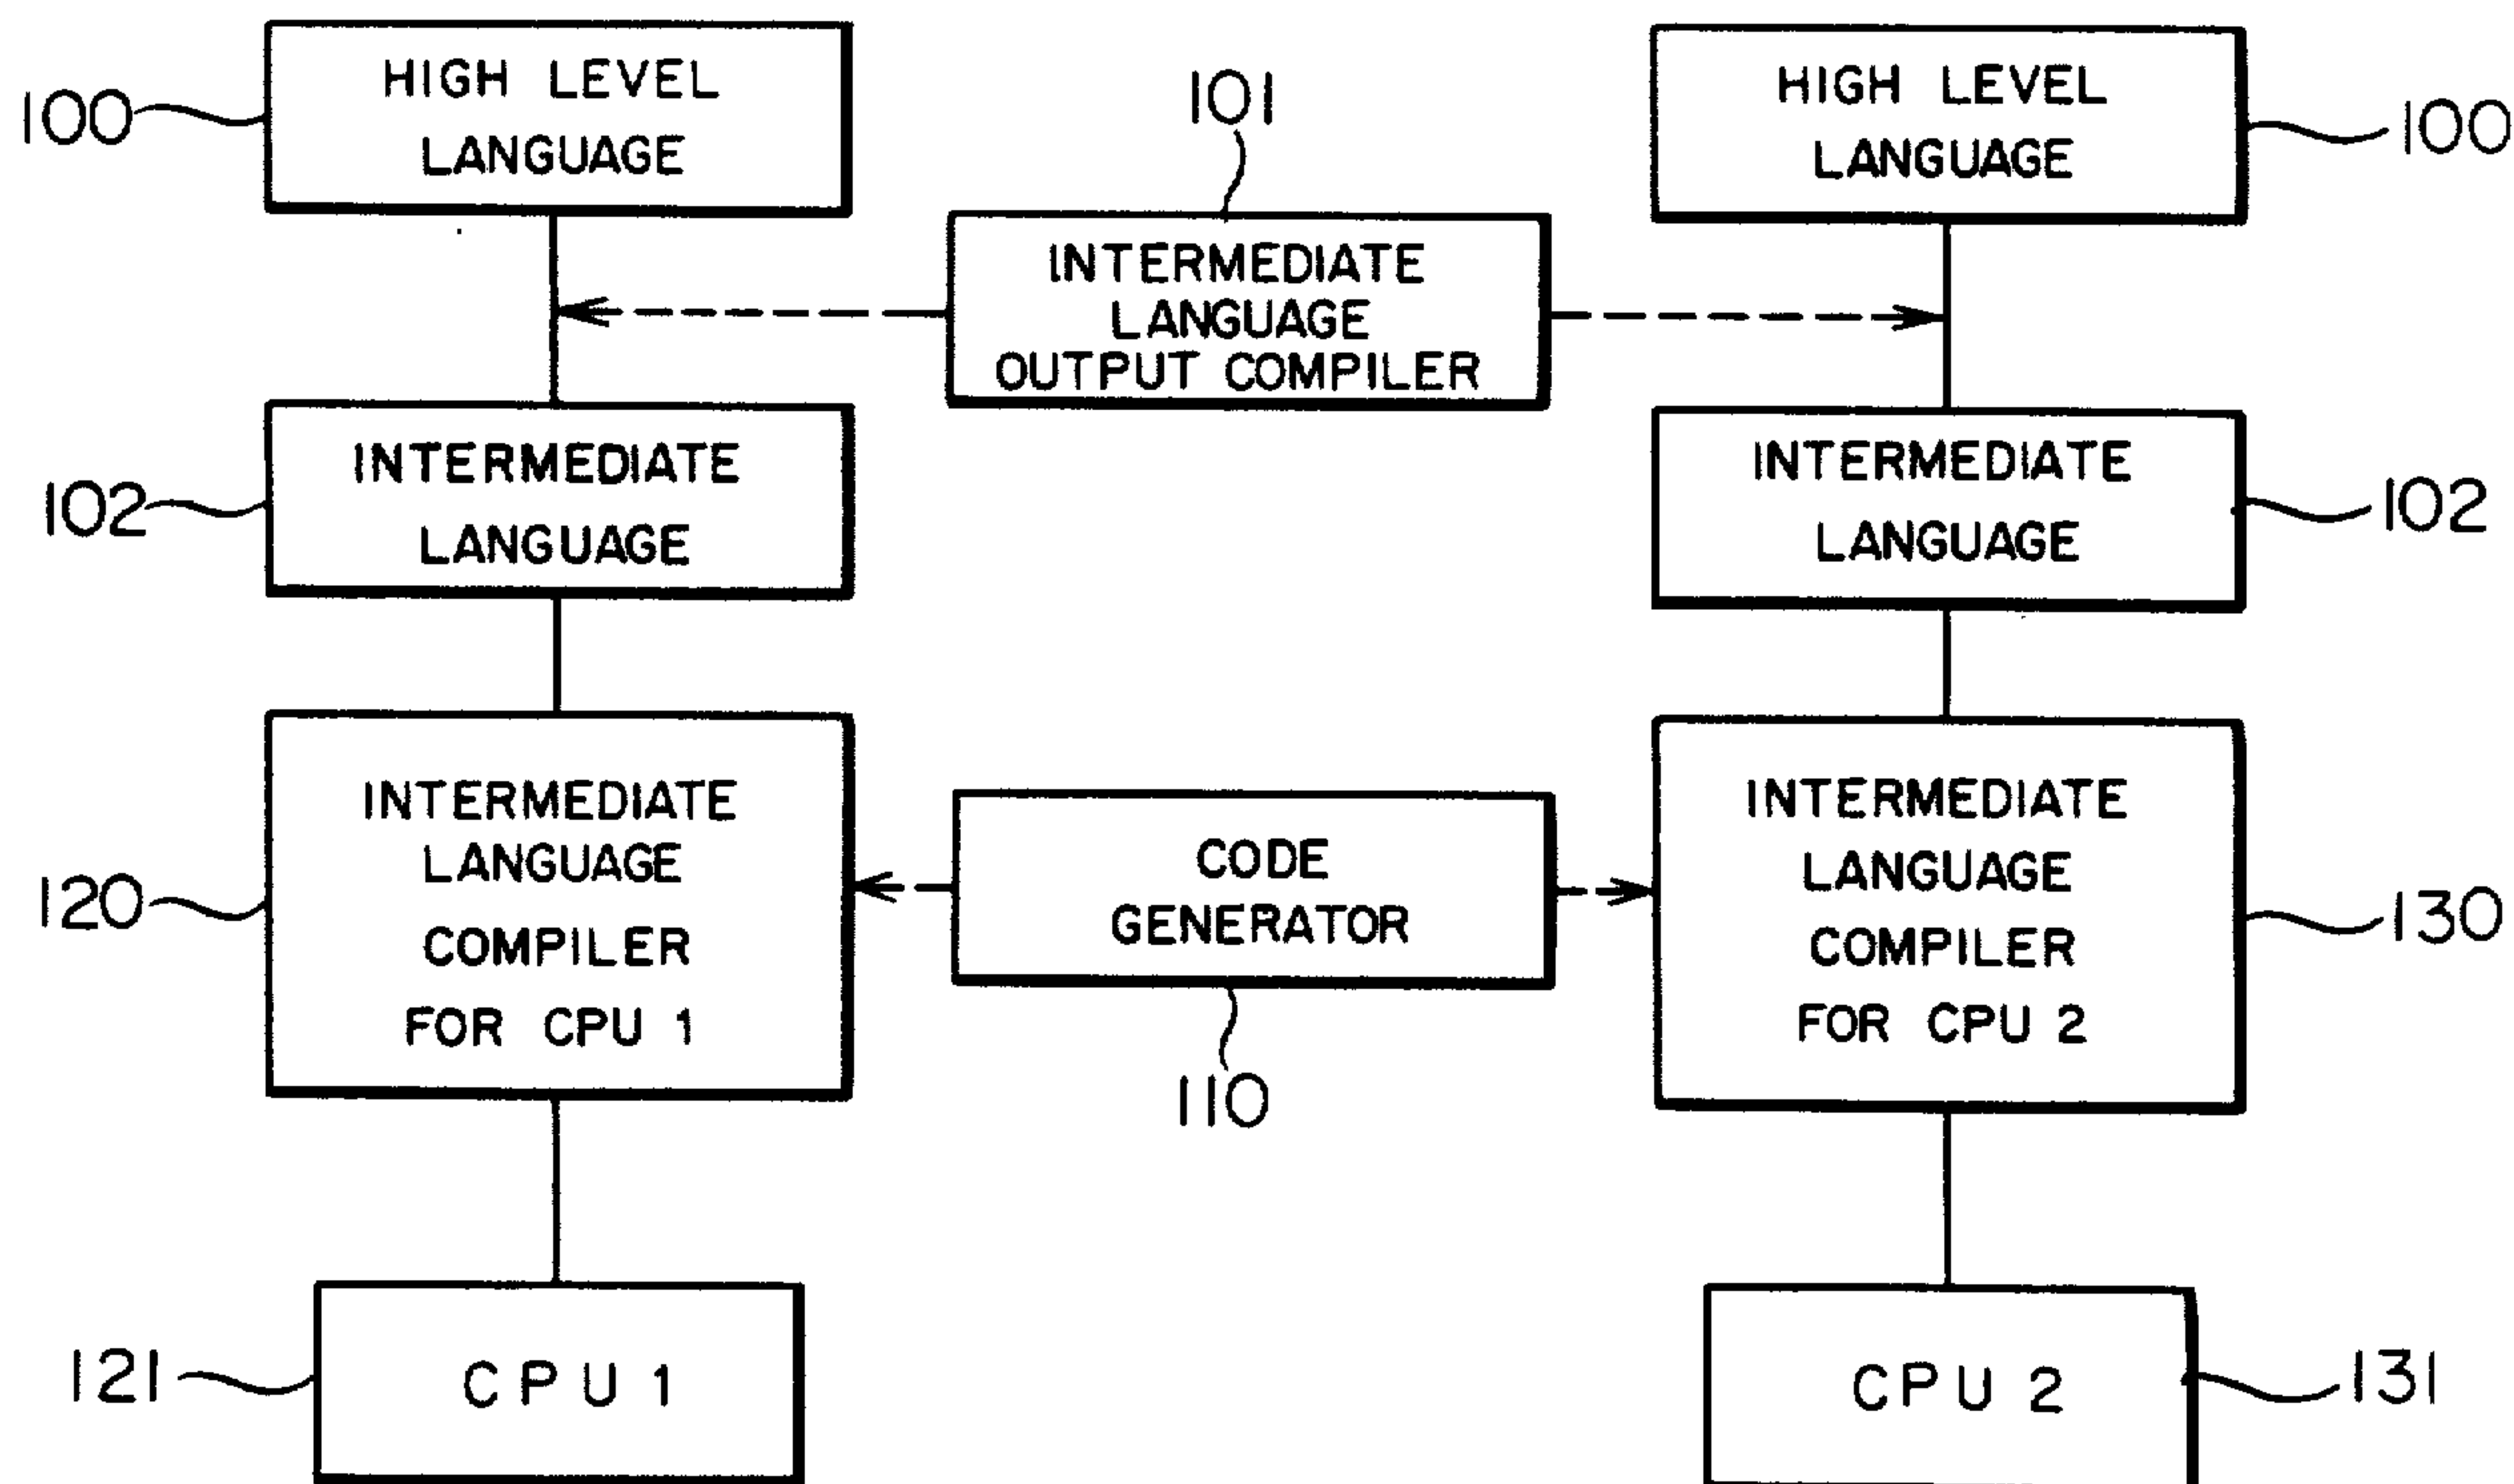 100
HIGH LEVEL
LANGUAGE
101
HIGH LEVEL
LANGUAGE
100
INTERMEDIATE
LANGUAGE
OUTPUT COMPILER
102
INTERMEDIATE
LANGUAGE
INTERMEDIATE
LANGUAGE
102
120
INTERMEDIATE
LANGUAGE
COMPILER
FOR CPU 1
CODE
GENERATOR
110
INTERMEDIATE
LANGUAGE
COMPILER
FOR CPU 2
130
121
CPU 1
CPU 2
131